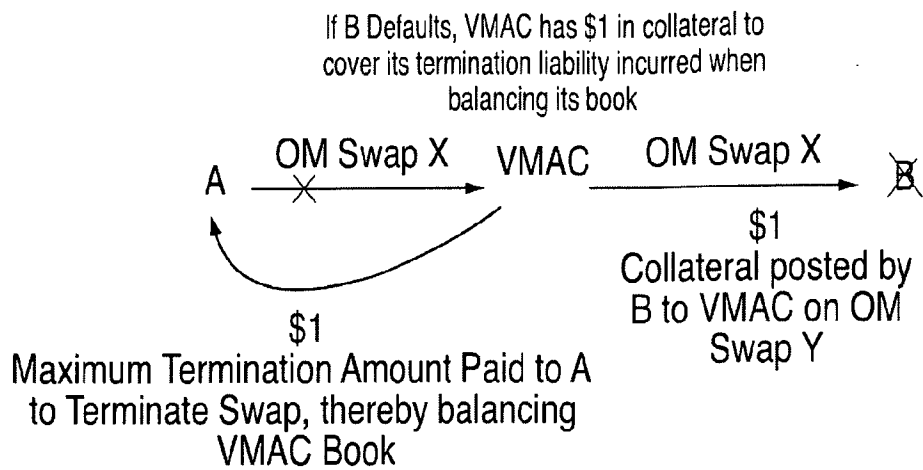 If B Defaults, VMAC has $1 in collateral to
cover its termination liability incurred when
balancing its book
A
OM Swap X
VMAC
OM Swap X
B
$1
Collateral posted by
B to VMAC on OM
Swap Y
$1
Maximum Termination Amount Paid to A
to Terminate Swap, thereby balancing
VMAC Book